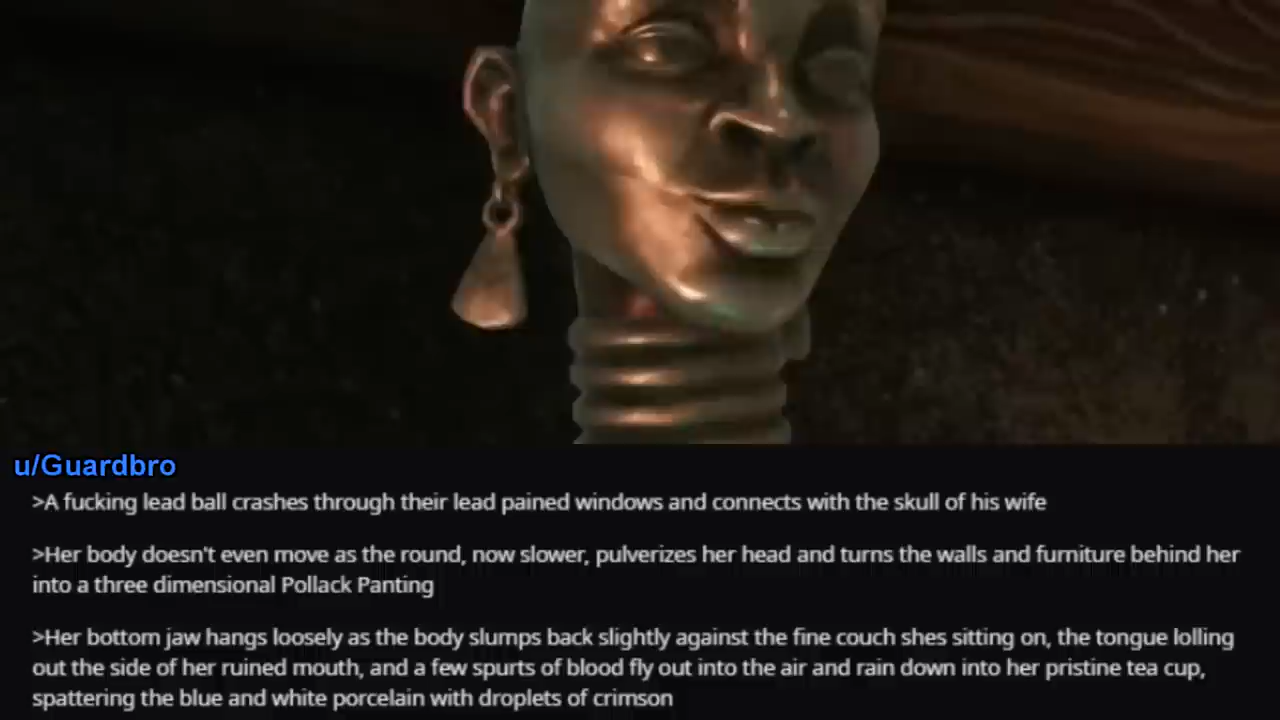 u/Guardbro
>A fucking lead ball crashes through their lead pained windows and connects with the skull of his wife
>Her body doesn't even move as the round, now slower, pulverizes her head and turns the walls and furniture behind her
into a three dimensional Pollack Panting
>Her bottom jaw hangs loosely as the body slumps back slightly against the fine couch shes sitting on, the tongue lolling
out the side of her ruined mouth, and a few spurts of blood fly out into the air and rain down into her pristine tea cup,
spattering the blue and white porcelain with droplets of crimson